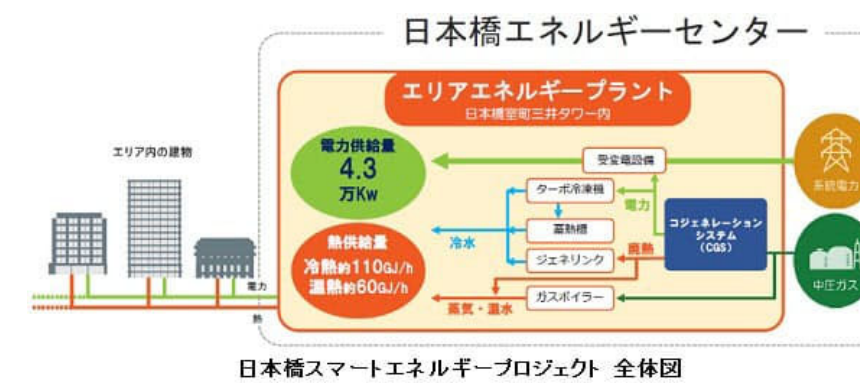 日本橋エネルギーセンター
エリアエネルギープラント
日本橋室町三井タワー内
エリア内の建物
電力供給量
4.3
万Kw
受変電設備
系統電力
ターボ冷凍機
電力
蓄熱槽
冷水
コジェネレーション
システム
(CGS)
熱供給量
冷熱約110GJ/h
温熱約60GJ/h
廃熱
ジェネリンク
中圧ガス
ガスボイラー
蒸気・温水
電力
熱
日本橋スマートエネルギープロジェクト 全体図